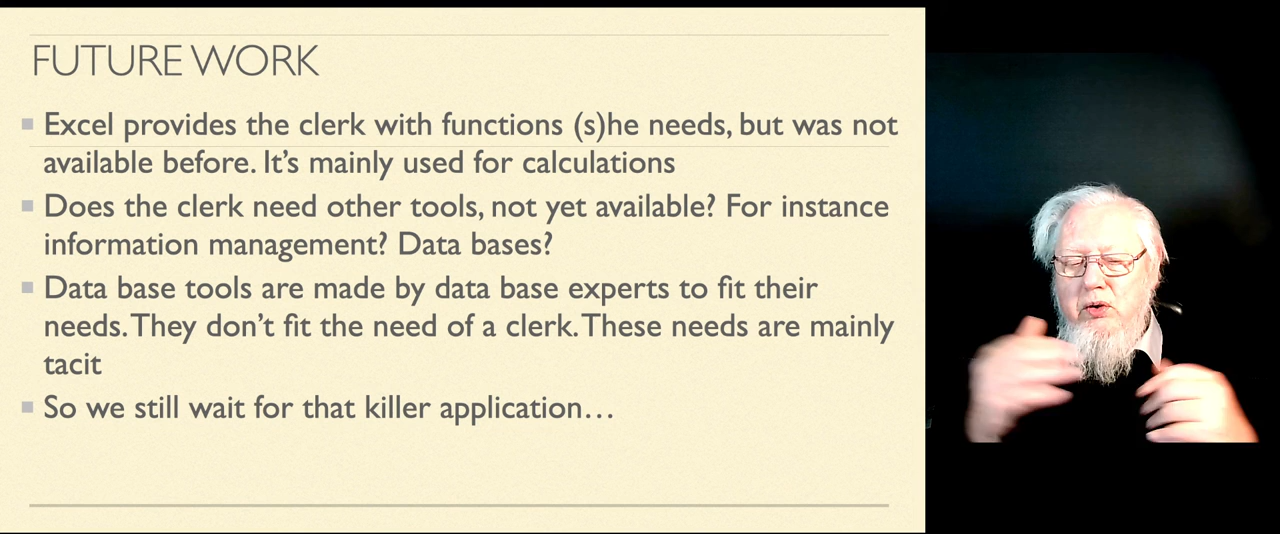 FUTURE WORK
Excel provides the clerk with functions (s)he needs, but was not
available before. It’s mainly used for calculations
Does the clerk need other tools, not yet available? For instance
information management? Data bases?
Data base tools are made by data base experts to fit their
needs. They don’t fit the need of a clerk. These needs are mainly
tacit
So we still wait for that killer application…